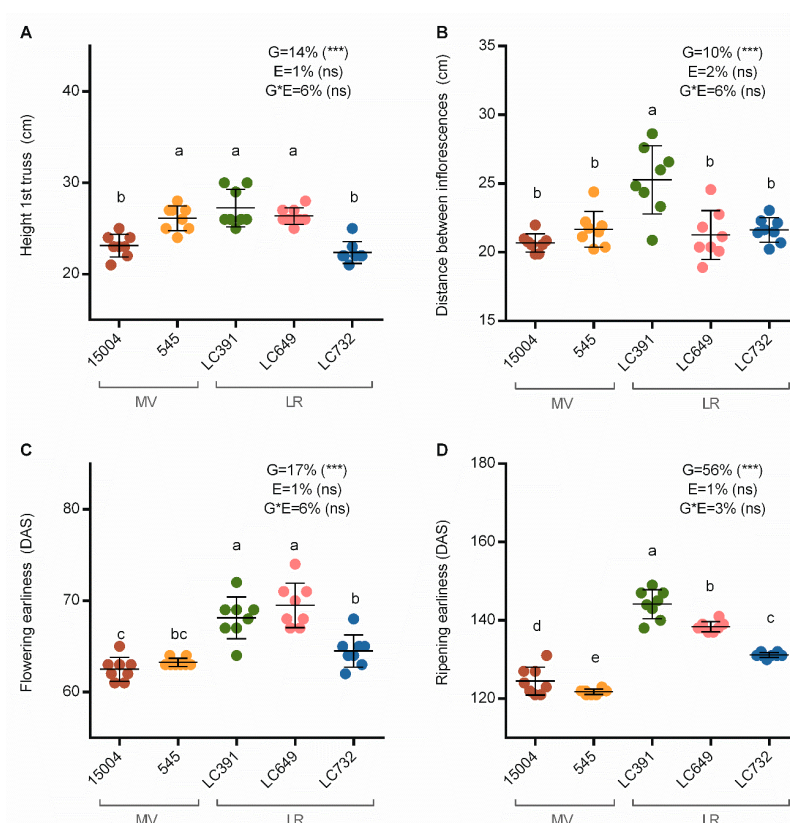 A
G=14% (***)
E=1% (ns)
G*E=6% (ns)
Height 1st truss (cm)
40
30
20
b
a
a
a
b
15004
545
LC391
LC649
LC732
MV
LR
B
G=10% (***)
E=2% (ns)
G*E=6% (ns)
Distance between inflorescences (cm)
35
30
25
20
15
b
b
a
b
b
15004
545
LC391
LC649
LC732
MV
LR
C
G=17% (***)
E=1% (ns)
G*E=6% (ns)
Flowering earliness (DAS)
80
70
60
c
bc
a
a
b
15004
545
LC391
LC649
LC732
MV
LR
D
G=56% (***)
E=1% (ns)
G*E=3% (ns)
Ripening earliness (DAS)
180
160
140
120
d
e
a
b
c
15004
545
LC391
LC649
LC732
MV
LR